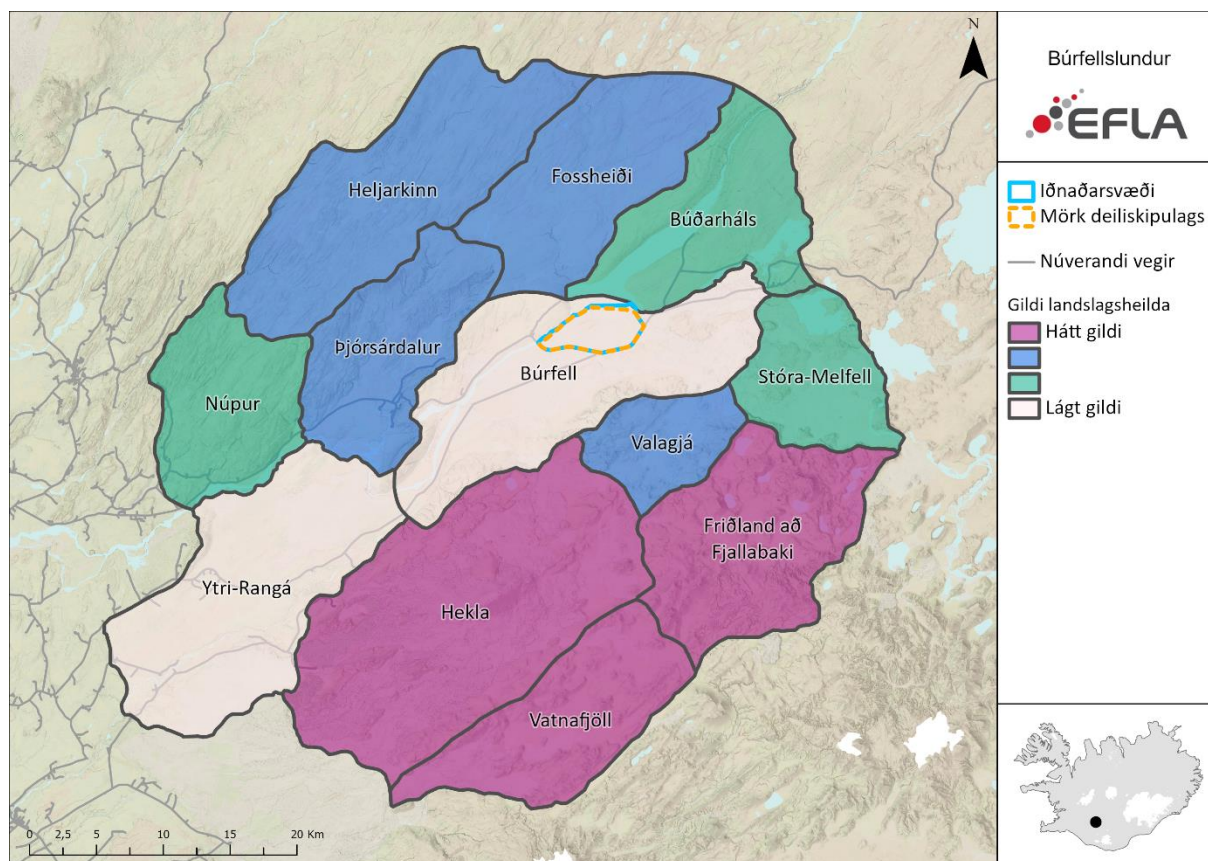 N
Heljarkinn
Fossheiði
Búðarháls
Þjórsárdalur
Núpur
Búrfell
Stóra-Melfell
Valagjá
Friðland að
Fjallabaki
Ytri-Rangá
Hekla
Vatnafjöll
0 2,5 5 10 15 20 Km
Búrfellslundur
EFLA
Iðnaðarsvæði
Mörk deiliskipulags
Núverandi vegir
Gildi landslagsheilda
Hátt gildi
Lágt gildi